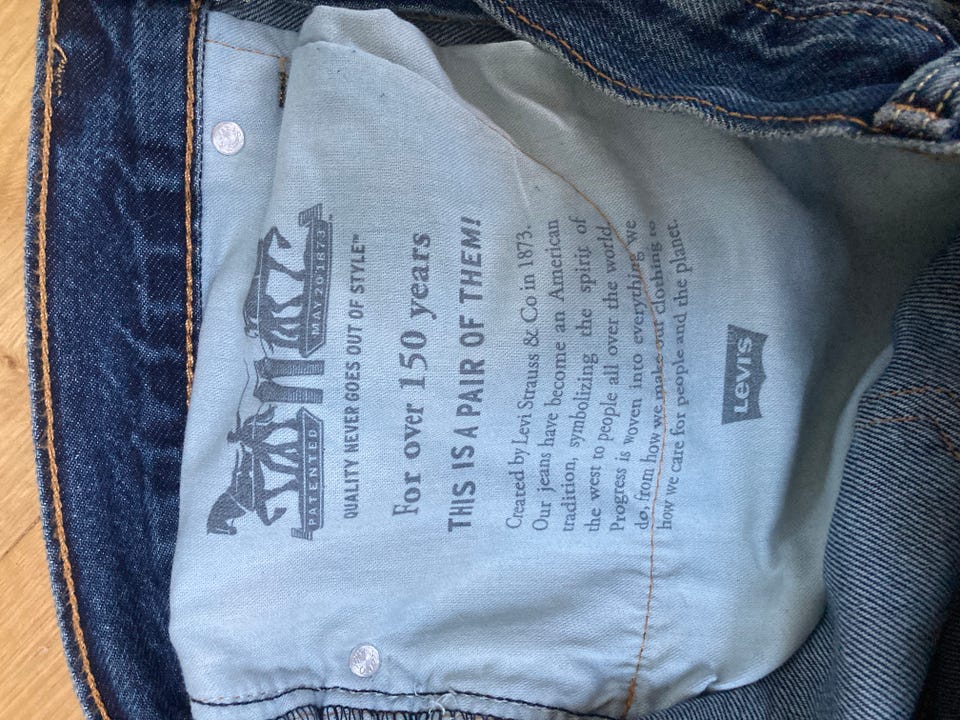 PATENTED
MAY 20 1873
QUALITY NEVER GOES OUT OF STYLE™
For over 150 years
THIS IS A PAIR OF THEM!
Created by Levi Strauss & Co in 1873.
Our jeans have become an American
tradition, symbolizing the spirit of
the west to people all over the world.
Progress is woven into everything we
do, from how we make our clothing to
how we care for people and the planet.
Levi's